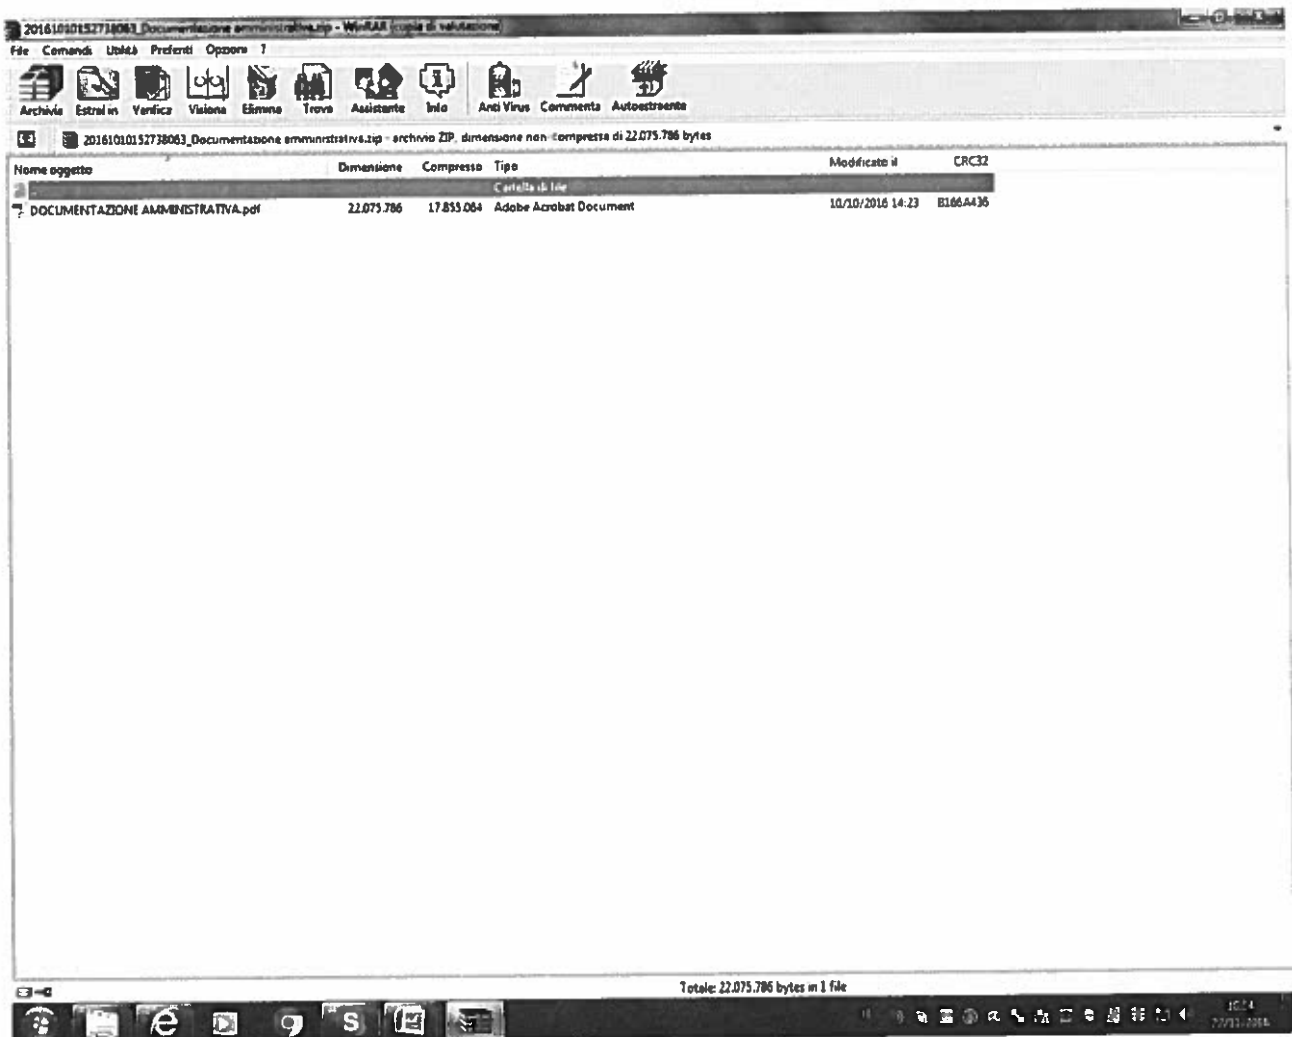 20161010152738063_Documentazione amministrativa.zip - WinRAR (copia di valutazione)
File Comandi Utilità Preferiti Opzioni ?
Archivia Estrai in Verifica Visiona Elimina Trova Assistente Info Anti Virus Commenta Autoestraente
20161010152738063_Documentazione amministrativa.zip - archivio ZIP, dimensione non compressa di 22.075.786 bytes
Nome oggetto Dimensione Compresso Tipo Modificato il CRC32
.. Cartella di file
DOCUMENTAZIONE AMMINISTRATIVA.pdf 22.075.786 17.855.064 Adobe Acrobat Document 10/10/2016 14:23 B166A436
Totale: 22.075.786 bytes in 1 file